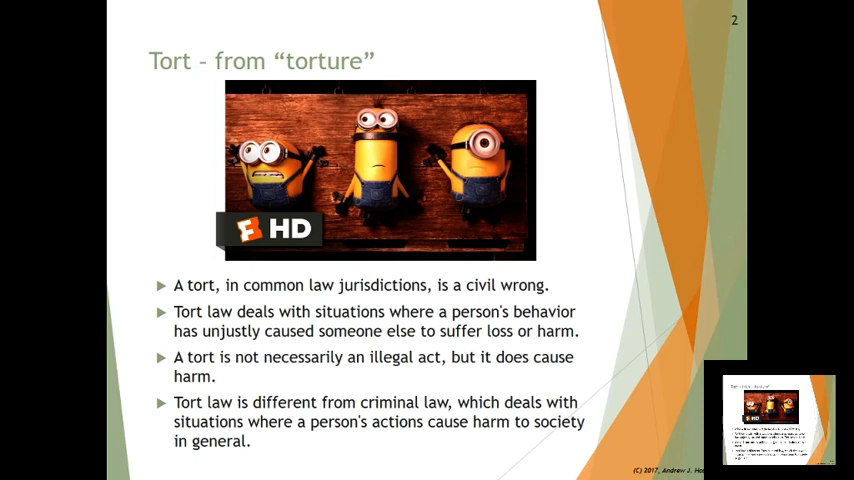 2
Tort – from “torture”
HD
A tort, in common law jurisdictions, is a civil wrong.
Tort law deals with situations where a person's behavior
has unjustly caused someone else to suffer loss or harm.
A tort is not necessarily an illegal act, but it does cause
harm.
Tort law is different from criminal law, which deals with
situations where a person's actions cause harm to society
in general.
(C) 2017, Andrew J.